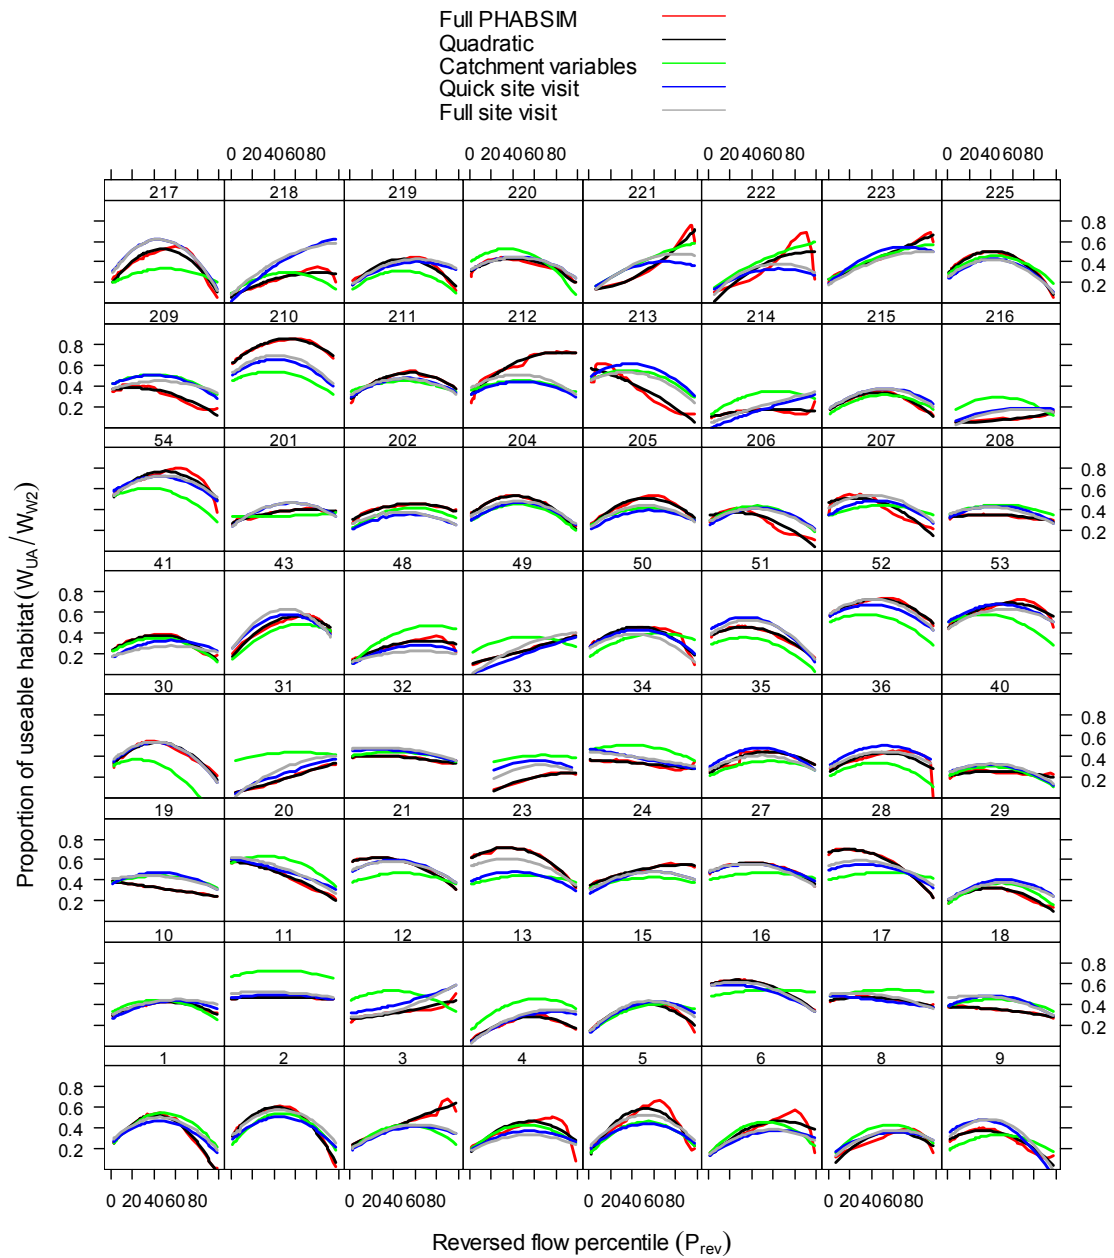 Full PHABSIM
Quadratic
Catchment variables
Quick site visit
Full site visit
0 20 40 60 80 0 20 40 60 80 0 20 40 60 80 0 20 40 60 80
217 218 219 220 221 222 223 225
0.8
0.6
0.4
0.2
209 210 211 212 213 214 215 216
0.8
0.6
0.4
0.2
54 201 202 204 205 206 207 208
0.8
0.6
0.4
0.2
41 43 48 49 50 51 52 53
0.8
0.6
0.4
0.2
30 31 32 33 34 35 36 40
0.8
0.6
0.4
0.2
19 20 21 23 24 27 28 29
0.8
0.6
0.4
0.2
10 11 12 13 15 16 17 18
0.8
0.6
0.4
0.2
1 2 3 4 5 6 8 9
0.8
0.6
0.4
0.2
0 20 40 60 80 0 20 40 60 80 0 20 40 60 80 0 20 40 60 80
Proportion of useable habitat (W_UA / W_W2)
Reversed flow percentile (P_rev)